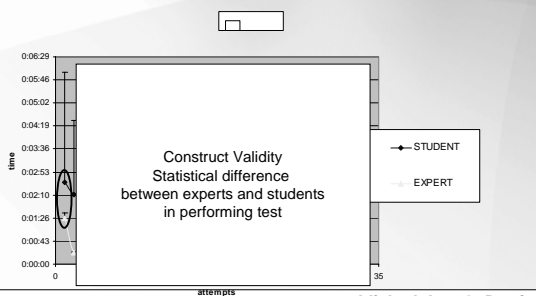 0:06:29
0:05:46
0:05:02
0:04:19
0:03:36
0:02:53
0:02:10
0:01:26
0:00:43
0:00:00
time
Construct Validity
Statistical difference
between experts and students
in performing test
STUDENT
EXPERT
0
35
attempts